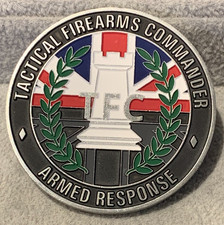 TACTICAL FIREARMS COMMANDER
TFC
ARMED RESPONSE